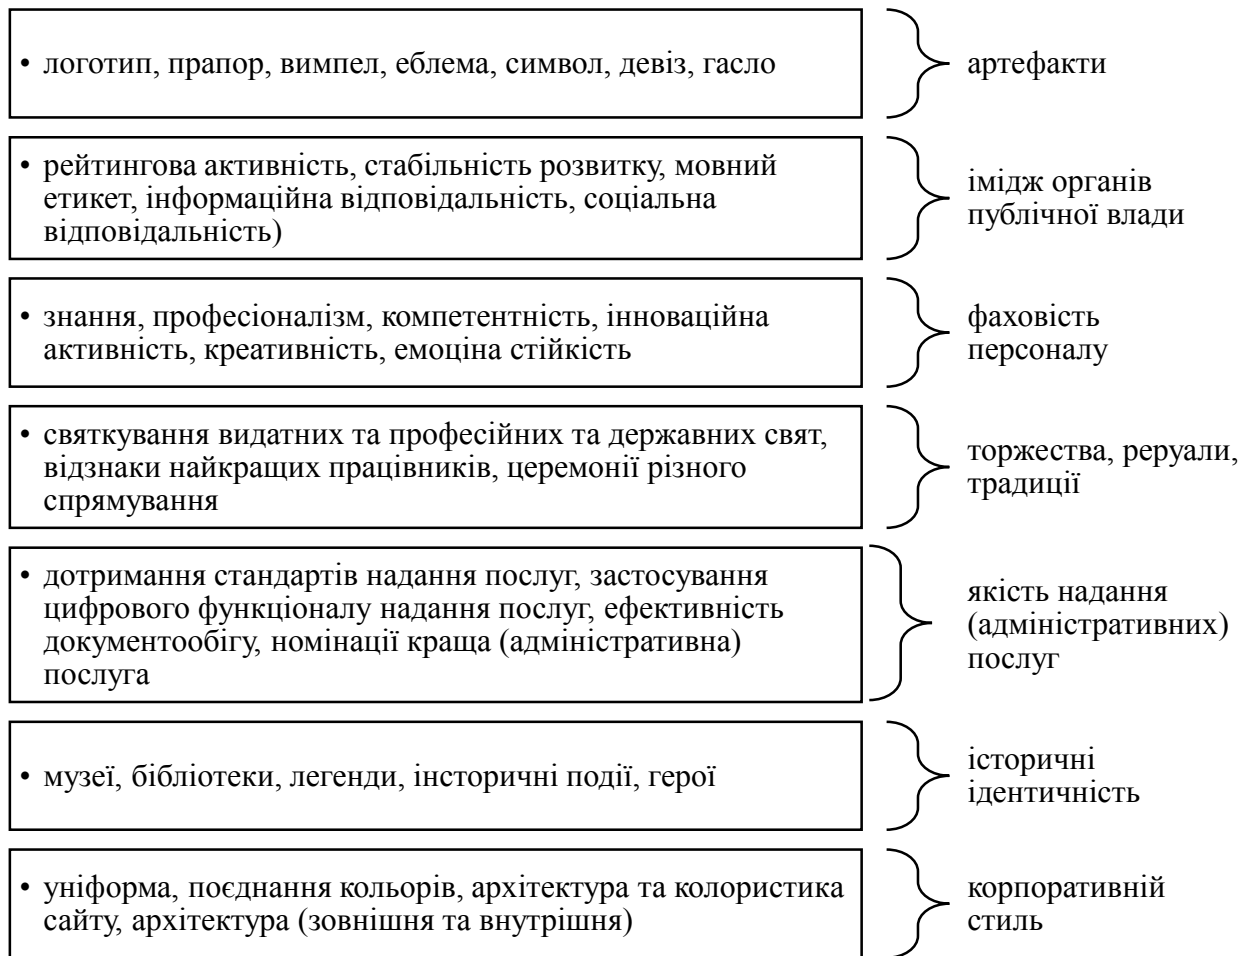 • логотип, прапор, вимпел, еблема, символ, девіз, гасло
артефакти
• рейтингова активність, стабільність розвитку, мовний
етикет, інформаційна відповідальність, соціальна
відповідальність)
імідж органів
публічної влади
• знання, професіоналізм, компетентність, інноваційна
активність, креативність, емоціна стійкість
фаховість
персоналу
• святкування видатних та професійних та державних свят,
відзнаки найкращих працівників, церемонії різного
спрямування
торжества, реруали,
традиції
• дотримання стандартів надання послуг, застосування
цифрового функціоналу надання послуг, ефективність
документообігу, номінації краща (адміністративна)
послуга
якість надання
(адміністративних)
послуг
• музеї, бібліотеки, легенди, інсторичні події, герої
історичні
ідентичність
• уніформа, поєднання кольорів, архітектура та колористика
сайту, архітектура (зовнішня та внутрішня)
корпоративній
стиль